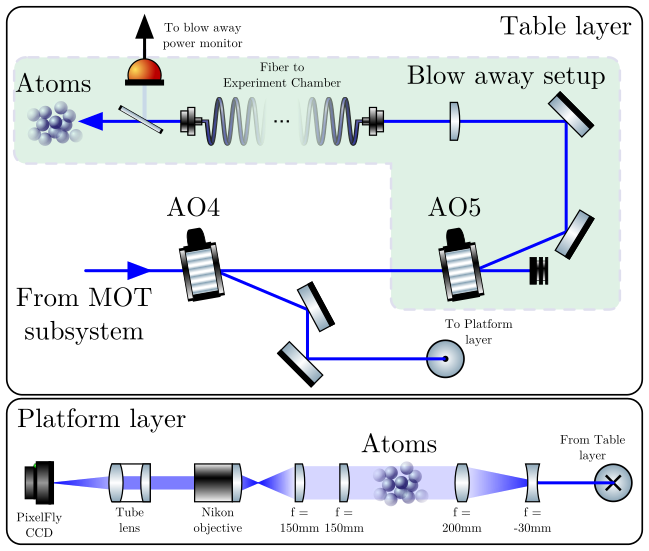 Table layer
To blow away
power monitor
Atoms
Fiber to
Experiment Chamber
Blow away setup
...
AO4
AO5
From MOT
subsystem
To Platform
layer
Platform layer
Atoms
From Table
layer
PixelFly
CCD
Tube
lens
Nikon
objective
f =
150mm
f =
150mm
f =
200mm
f =
-30mm